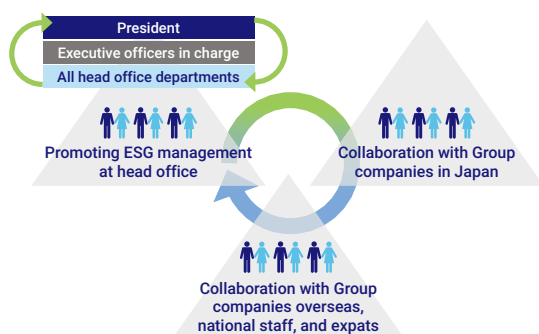 President
Executive officers in charge
All head office departments
Promoting ESG management
at head office
Collaboration with Group
companies in Japan
Collaboration with Group
companies overseas,
national staff, and expats